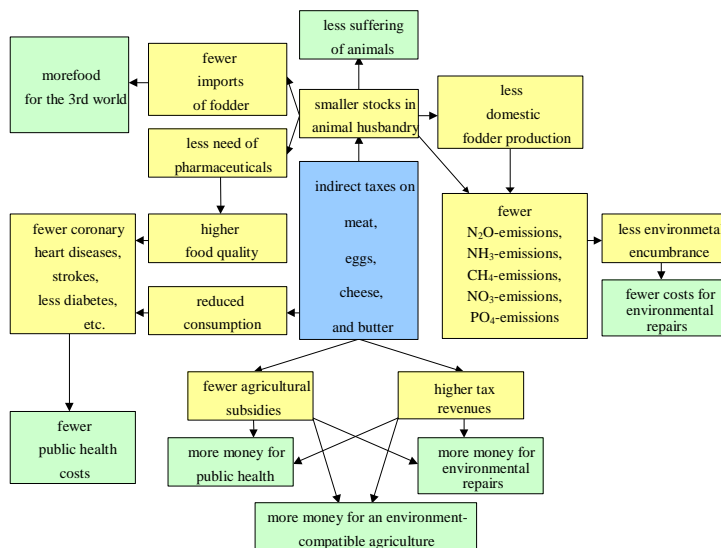 less suffering
of animals
fewer
imports
of fodder
morefood
for the 3rd world
smaller stocks in
animal husbandry
less
domestic
fodder production
less need of
pharmaceuticals
indirect taxes on
meat,
eggs,
cheese,
and butter
fewer coronary
heart diseases,
strokes,
less diabetes,
etc.
higher
food quality
fewer
N₂O-emissions,
NH₃-emissions,
CH₄-emissions,
NO₃-emissions,
PO₄-emissions
less environmetal
encumbrance
reduced
consumption
fewer costs for
environmental
repairs
fewer agricultural
subsidies
higher tax
revenues
fewer
public health
costs
more money for
public health
more money for
environmental
repairs
more money for an environment-
compatible agriculture